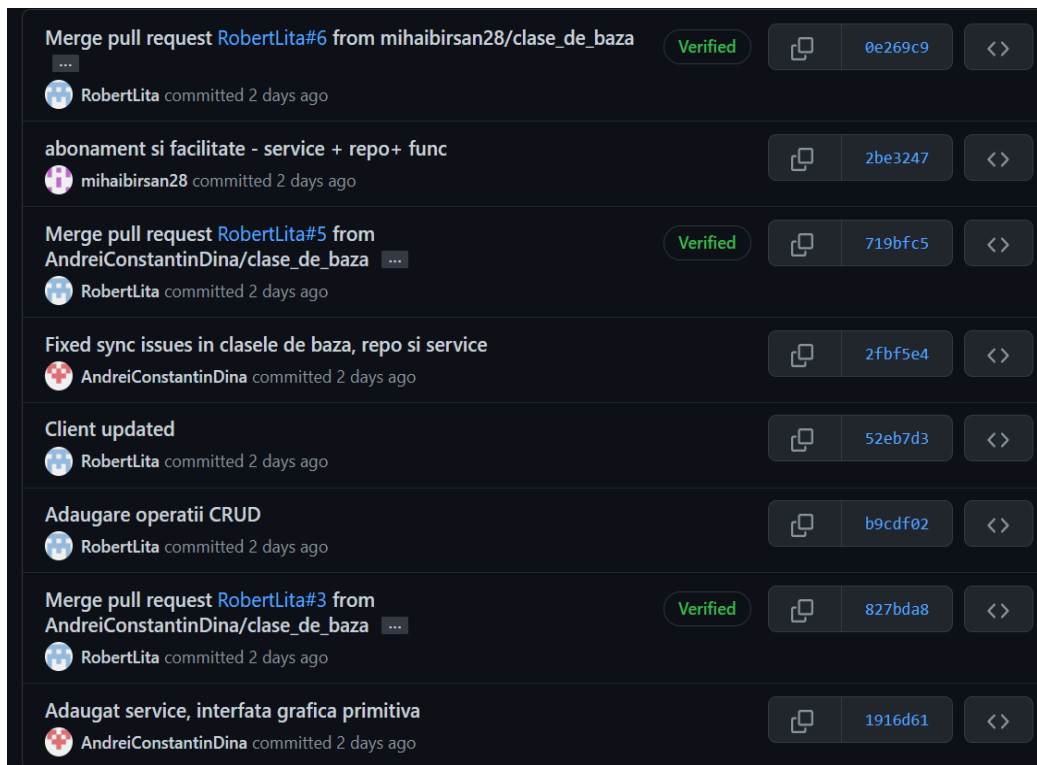 Merge pull request RobertLita#6 from mihaibirsan28/clase_de_baza
...
Verified
0e269c9
RobertLita committed 2 days ago
abonament si facilitate - service + repo+ func
2be3247
mihaibirsan28 committed 2 days ago
Merge pull request RobertLita#5 from
AndreiConstantinDina/clase_de_baza ...
Verified
719bfc5
RobertLita committed 2 days ago
Fixed sync issues in clasele de baza, repo si service
2fbf5e4
AndreiConstantinDina committed 2 days ago
Client updated
52eb7d3
RobertLita committed 2 days ago
Adaugare operatii CRUD
b9cdf02
RobertLita committed 2 days ago
Merge pull request RobertLita#3 from
AndreiConstantinDina/clase_de_baza ...
Verified
827bda8
RobertLita committed 2 days ago
Adaugat service, interfata grafica primitiva
1916d61
AndreiConstantinDina committed 2 days ago